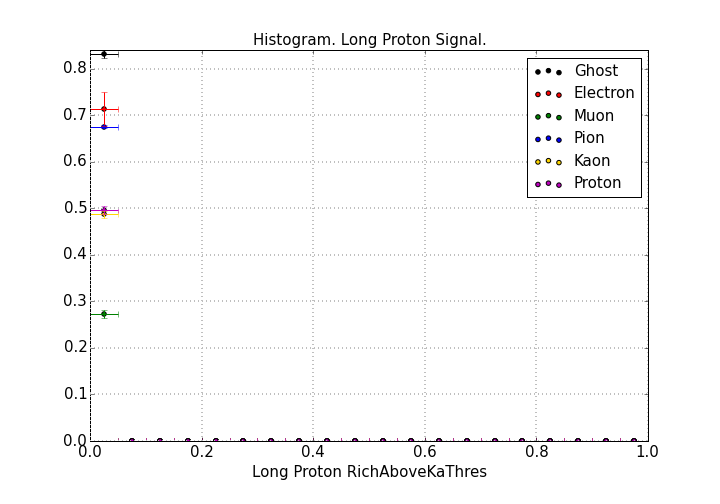 Histogram. Long Proton Signal.
0.8
0.7
0.6
0.5
0.4
0.3
0.2
0.1
0.0
Ghost
Electron
Muon
Pion
Kaon
Proton
0.0 0.2 0.4 0.6 0.8 1.0
Long Proton RichAboveKaThres